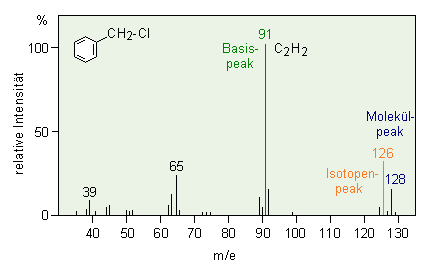 %
CH2-Cl
91
Basis-
peak
C2H2
100
Molekül-
peak
126
Isotopen-
peak
128
65
39
50
0
relative Intensität
40 50 60 70 80 90 100 110 120 130
m/e